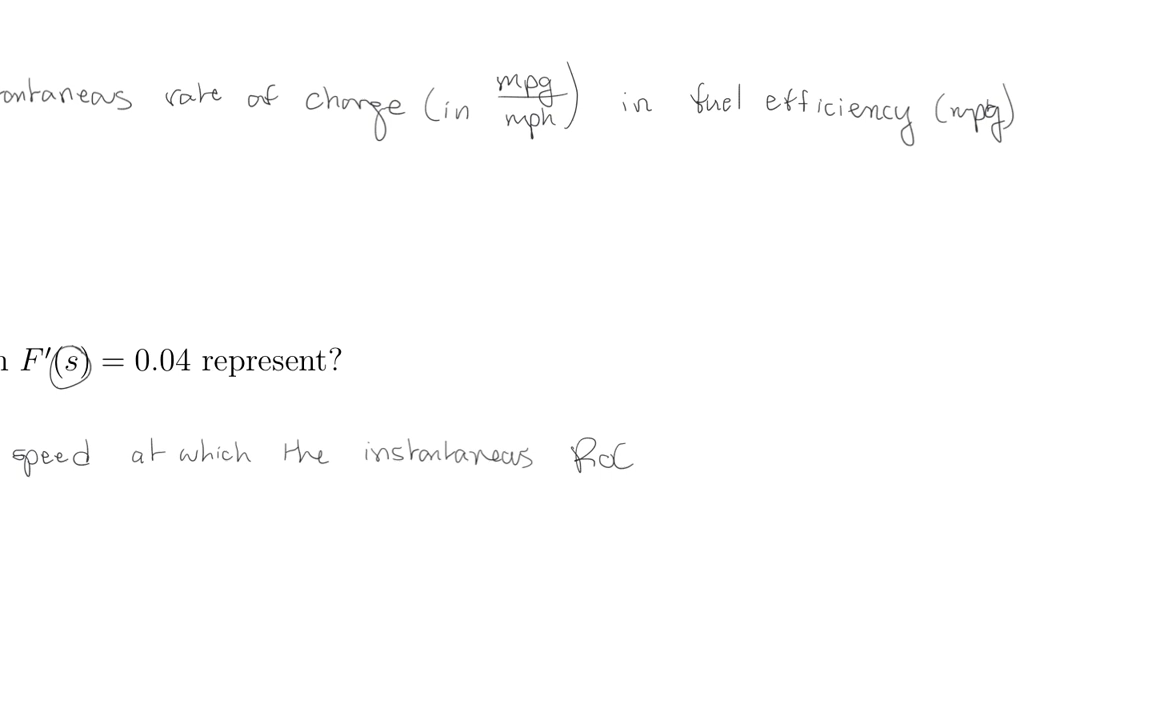 ontaneous rate of change (in mpg/mph) in fuel efficiency (mpg)
n F'(s) = 0.04 represent?
speed at which the instantaneous RoC